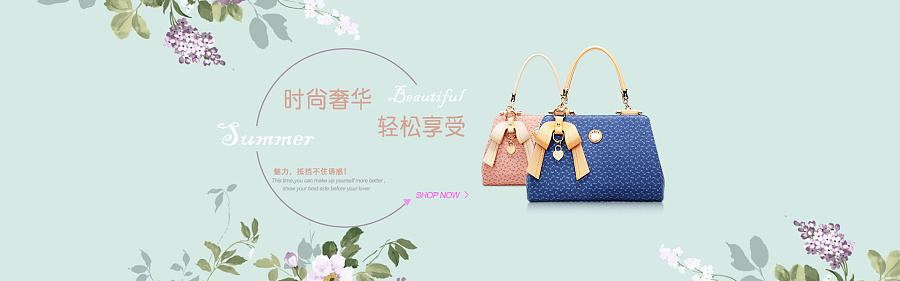 时尚奢华
Beautiful
轻松享受
Summer
魅力，抵挡不住诱惑！
This time you can make up yourself more better ,
show your best side before your lover
SHOP NOW >